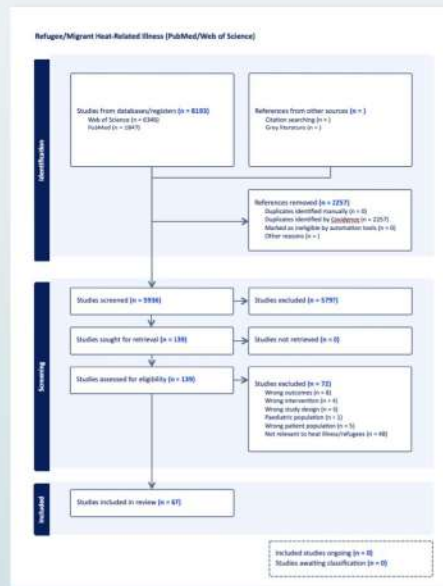 Refugee/Migrant Heat-Related Illness (PubMed/Web of Science)
Identification
Studies from databases/registers (n = 8193)
Web of Science (n = 6346)
PubMed (n = 1847)
References from other sources (n = )
Citation searching (n = )
Grey literature (n = )
References removed (n = 2257)
Duplicates identified manually (n = 0)
Duplicates identified by Covidence (n = 2257)
Marked as ineligible by automation tools (n = 0)
Other reasons (n = )
Screening
Studies screened (n = 5936)
Studies excluded (n = 5797)
Studies sought for retrieval (n = 139)
Studies not retrieved (n = 0)
Studies assessed for eligibility (n = 139)
Studies excluded (n = 72)
Wrong outcomes (n =
Wrong intervention (n =
Wrong study design (n =
Paediatric population (n = 1)
Wrong patient population (n = 5)
Not relevant to heat illness/refugees (n = 48)
Included
Studies included in review (n = 67)
Included studies ongoing (n = 0)
Studies awaiting classification (n = 0)